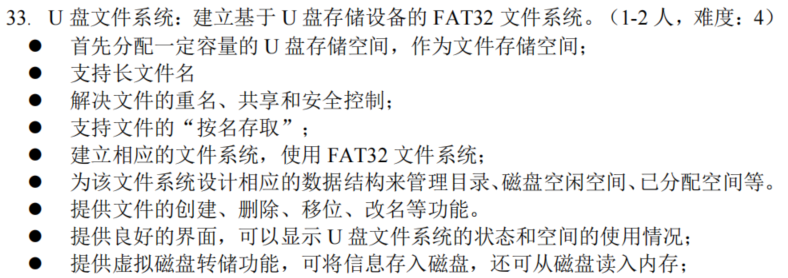 33. U 盘文件系统：建立基于 U 盘存储设备的 FAT32 文件系统。（1-2 人，难度：4）
● 首先分配一定容量的 U 盘存储空间，作为文件存储空间；
● 支持长文件名
● 解决文件的重名、共享和安全控制；
● 支持文件的“按名存取”；
● 建立相应的文件系统，使用 FAT32 文件系统；
● 为该文件系统设计相应的数据结构来管理目录、磁盘空闲空间、已分配空间等。
● 提供文件的创建、删除、移位、改名等功能。
● 提供良好的界面，可以显示 U 盘文件系统的状态和空间的使用情况；
● 提供虚拟磁盘转储功能，可将信息存入磁盘，还可从磁盘读入内存；